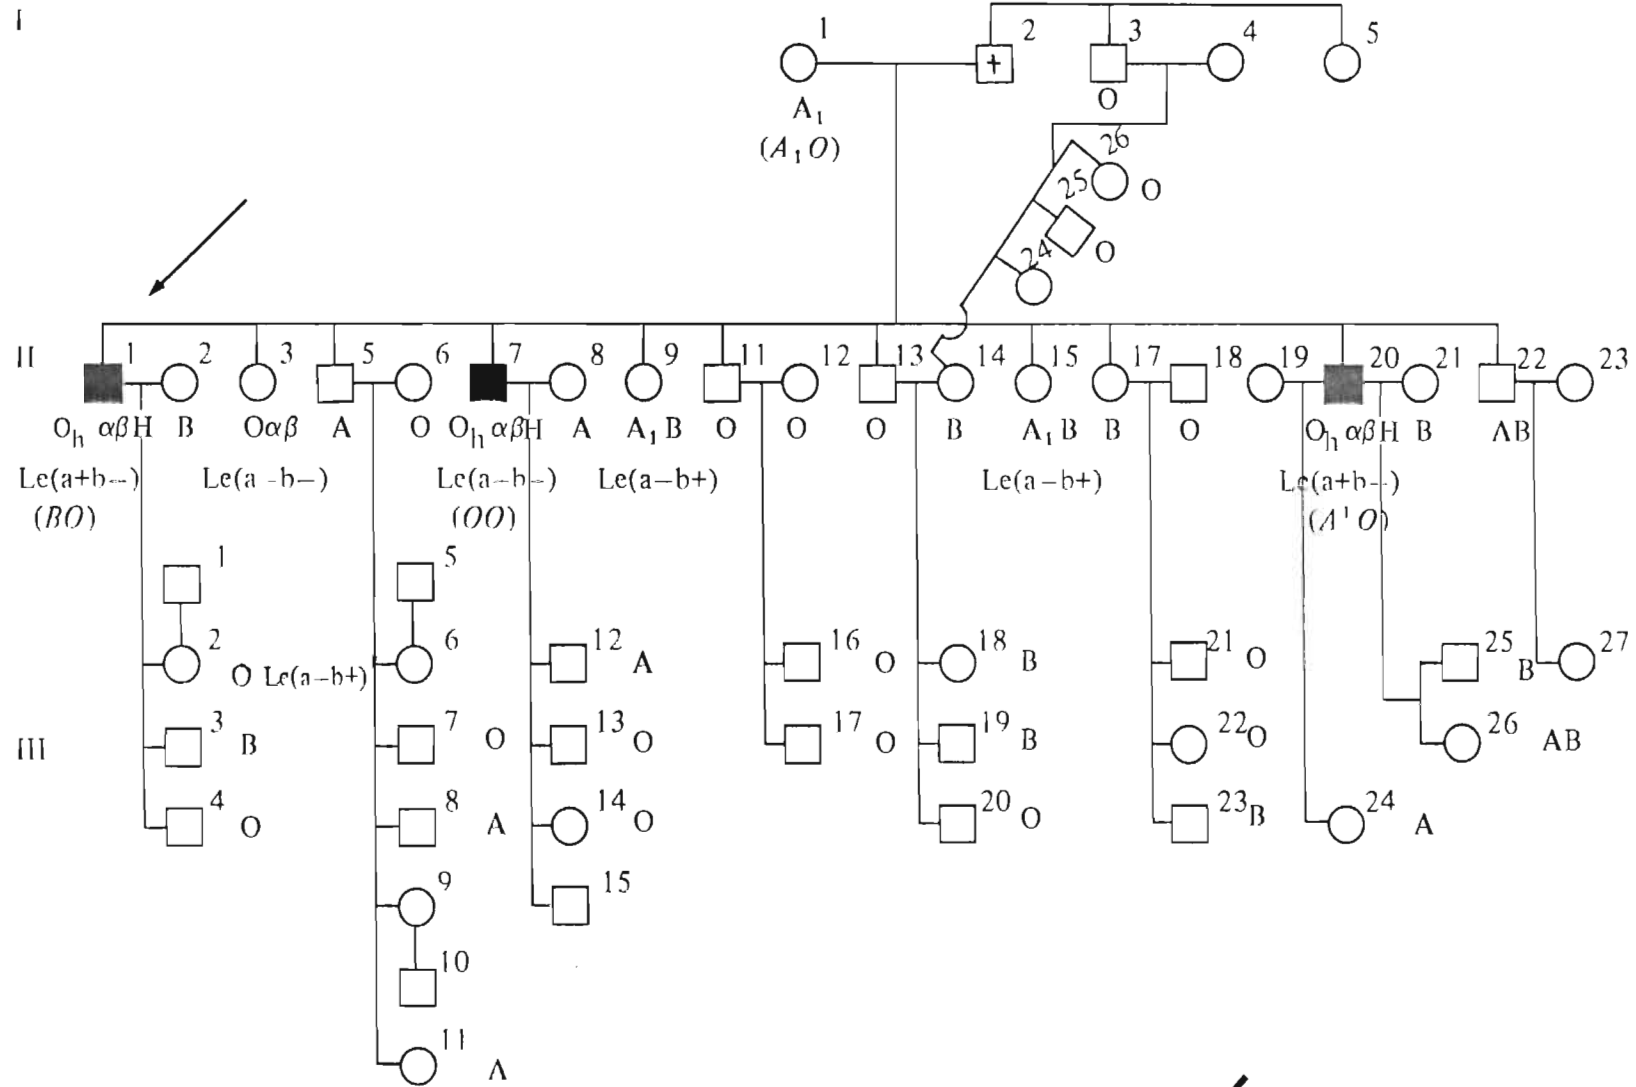 I
1 2 3 4 5
A₁ O
(A₁O)
26
25 O
24 O
II 1 2 3 5 6 7 8 9 11 12 13 14 15 17 18 19 20 21 22 23
Oₕ αβH B Oαβ A O Oₕ αβH A A₁B O O O B A₁B B O Oₕ αβH B AB
Le(a+b−) Le(a−b−) Le(a−b−) Le(a−b+) Le(a−b+) Le(a+b−)
(BO) (OO) (A¹O)
1 5
2 O Le(a−b+) 6 12 A 16 O 18 B 21 O 25 B 27
III 3 B 7 O 13 O 17 O 19 B 22 O 26 AB
4 O 8 A 14 O 20 O 23 B 24 A
9 15
10
11 A